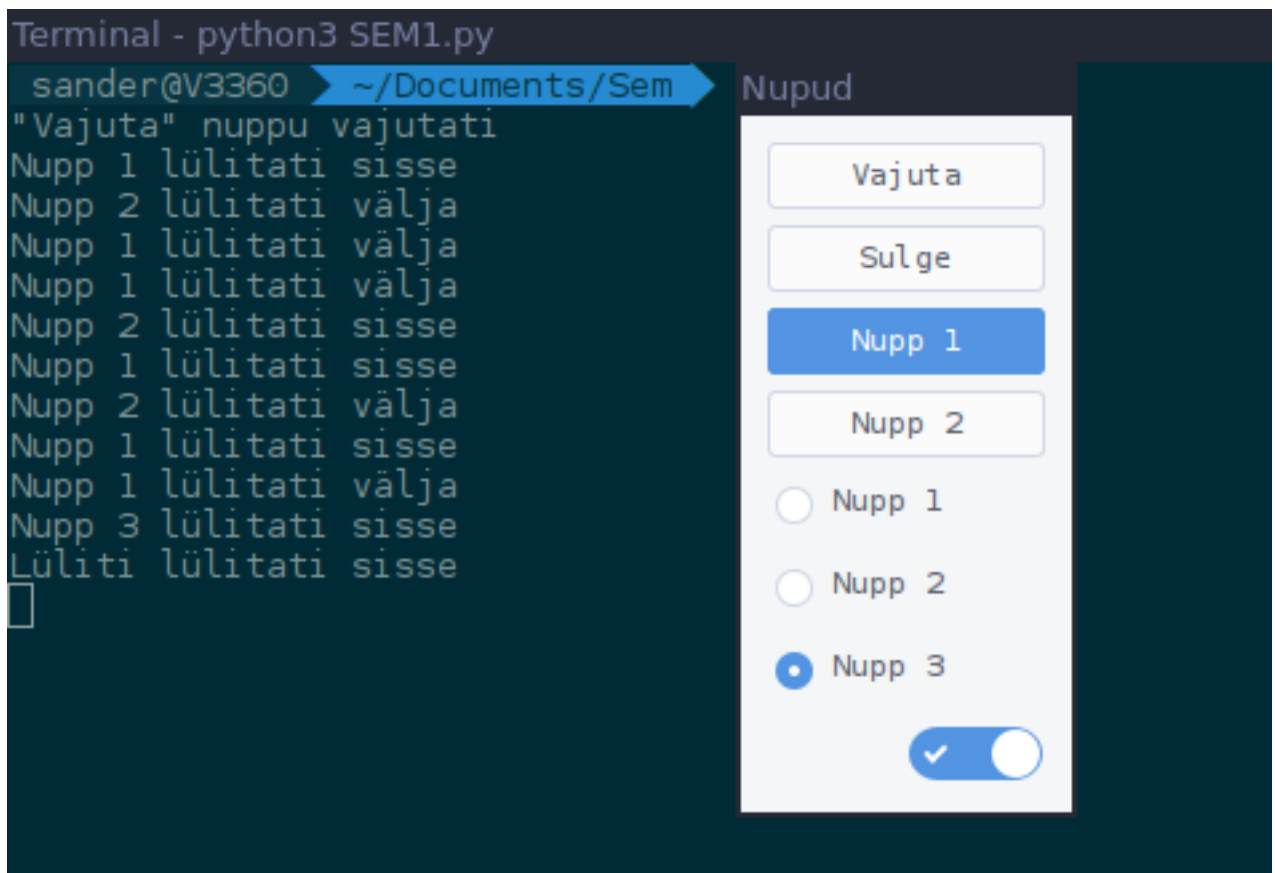 Terminal - python3 SEM1.py
sander@V3360 ~/Documents/Sem
"Vajuta" nuppu vajutati
Nupp 1 lülitati sisse
Nupp 2 lülitati välja
Nupp 1 lülitati välja
Nupp 1 lülitati välja
Nupp 2 lülitati sisse
Nupp 1 lülitati sisse
Nupp 2 lülitati välja
Nupp 1 lülitati sisse
Nupp 1 lülitati välja
Nupp 3 lülitati sisse
Lüliti lülitati sisse
Nupud
Vajuta
Sulge
Nupp 1
Nupp 2
Nupp 1
Nupp 2
Nupp 3